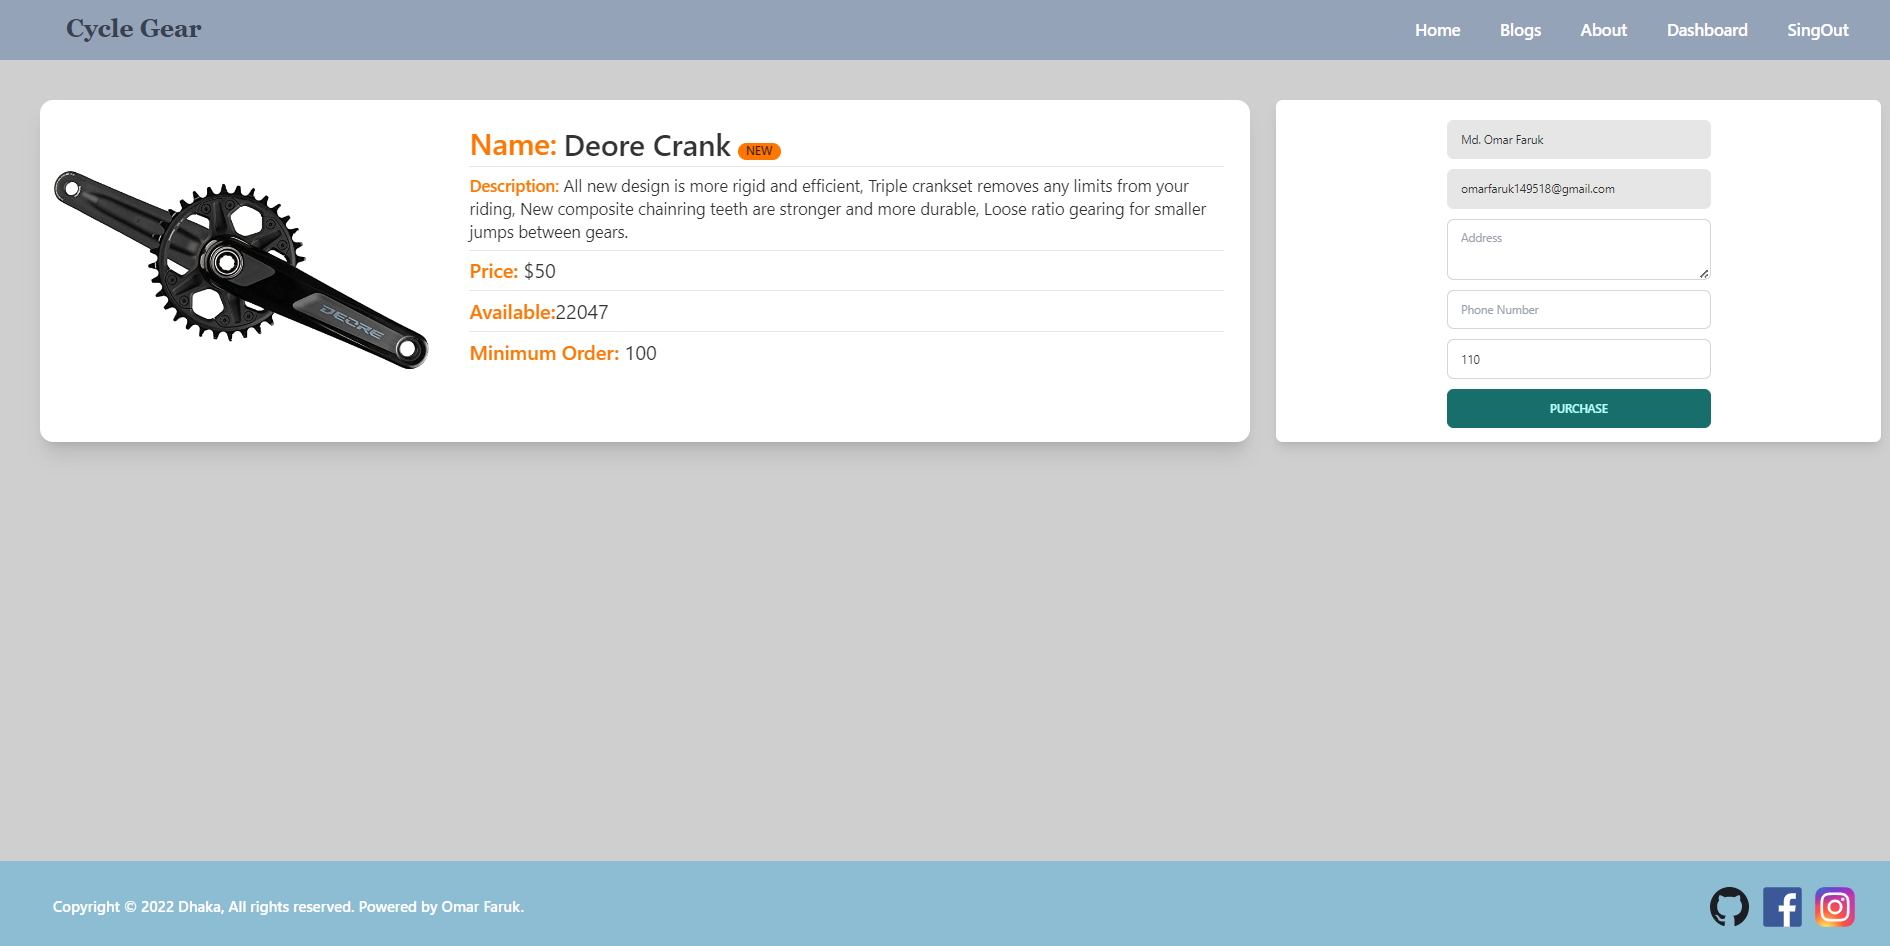 Cycle Gear
Home Blogs About Dashboard SingOut
Name: Deore Crank NEW
Description: All new design is more rigid and efficient, Triple crankset removes any limits from your
riding, New composite chainring teeth are stronger and more durable, Loose ratio gearing for smaller
jumps between gears.
Price: $50
Available:22047
Minimum Order: 100
DEORE
Md. Omar Faruk
omarfaruk149518@gmail.com
Address
Phone Number
110
PURCHASE
Copyright © 2022 Dhaka, All rights reserved. Powered by Omar Faruk.